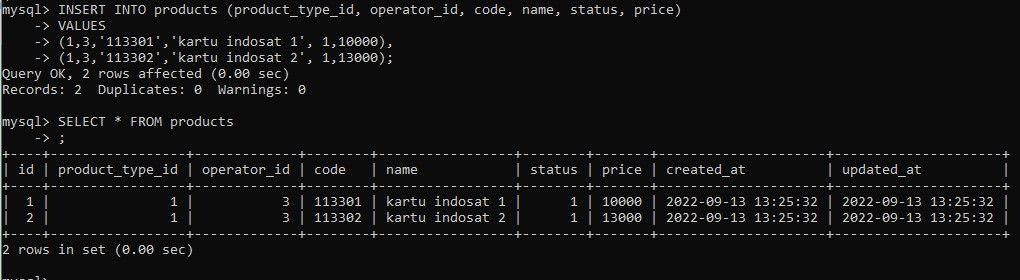 mysql> INSERT INTO products (product_type_id, operator_id, code, name, status, price)
    -> VALUES
    -> (1,3,'113301','kartu indosat 1', 1,10000),
    -> (1,3,'113302','kartu indosat 2', 1,13000);
Query OK, 2 rows affected (0.00 sec)
Records: 2  Duplicates: 0  Warnings: 0

mysql> SELECT * FROM products
    -> ;
+----+-----------------+-------------+--------+-----------------+--------+-------+---------------------+---------------------+
| id | product_type_id | operator_id | code   | name            | status | price | created_at          | updated_at          |
+----+-----------------+-------------+--------+-----------------+--------+-------+---------------------+---------------------+
|  1 |               1 |           3 | 113301 | kartu indosat 1 |      1 | 10000 | 2022-09-13 13:25:32 | 2022-09-13 13:25:32 |
|  2 |               1 |           3 | 113302 | kartu indosat 2 |      1 | 13000 | 2022-09-13 13:25:32 | 2022-09-13 13:25:32 |
+----+-----------------+-------------+--------+-----------------+--------+-------+---------------------+---------------------+
2 rows in set (0.00 sec)

mysql>